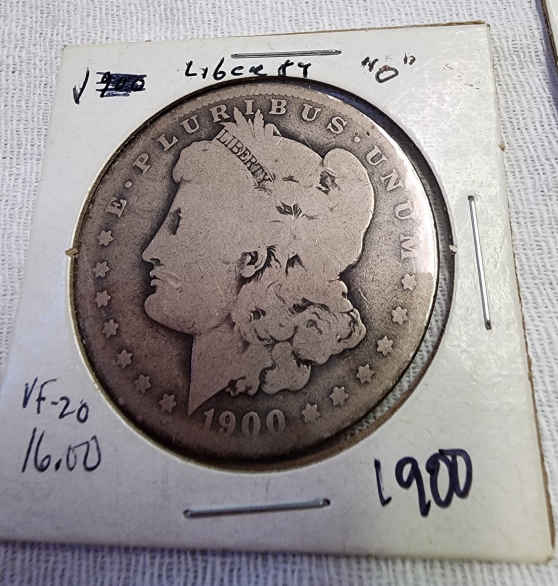 √ Liberty "O"
E·PLURIBUS·UNUM
LIBERTY
1900
VF-20
16.00
1900